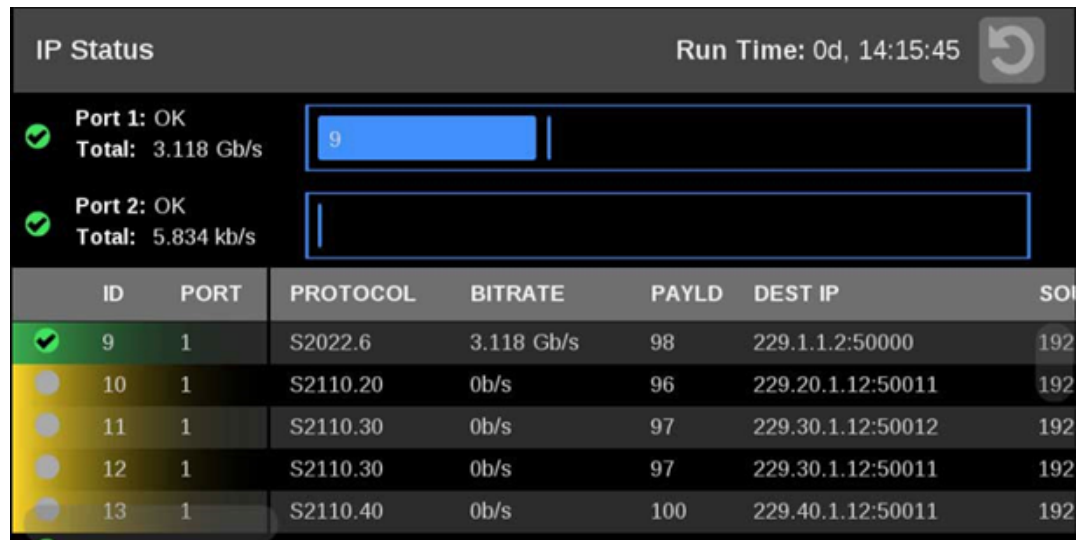 IP Status Run Time: 0d, 14:15:45
Port 1: OK
Total: 3.118 Gb/s
9
Port 2: OK
Total: 5.834 kb/s
ID PORT PROTOCOL BITRATE PAYLD DEST IP SOU
9 1 S2022.6 3.118 Gb/s 98 229.1.1.2:50000 192
10 1 S2110.20 0b/s 96 229.20.1.12:50011 192
11 1 S2110.30 0b/s 97 229.30.1.12:50012 192
12 1 S2110.30 0b/s 97 229.30.1.12:50011 192
13 1 S2110.40 0b/s 100 229.40.1.12:50011 192